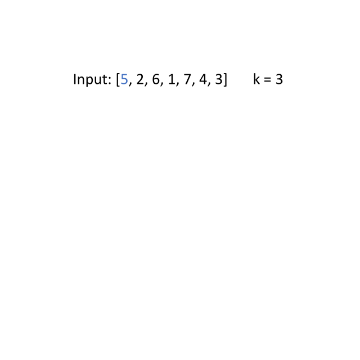 Input: [5, 2, 6, 1, 7, 4, 3] k = 3